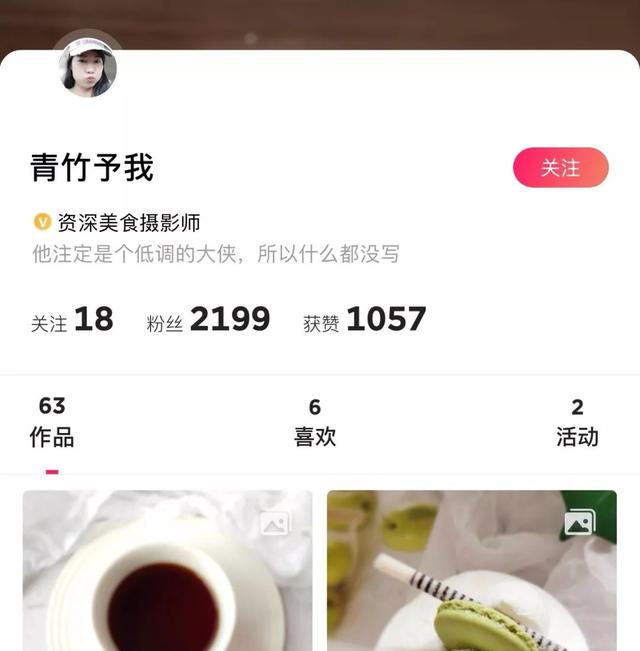 青竹予我
关注
V 资深美食摄影师
他注定是个低调的大侠，所以什么都没写
关注 18 粉丝 2199 获赞 1057
63 6 2
作品 喜欢 活动